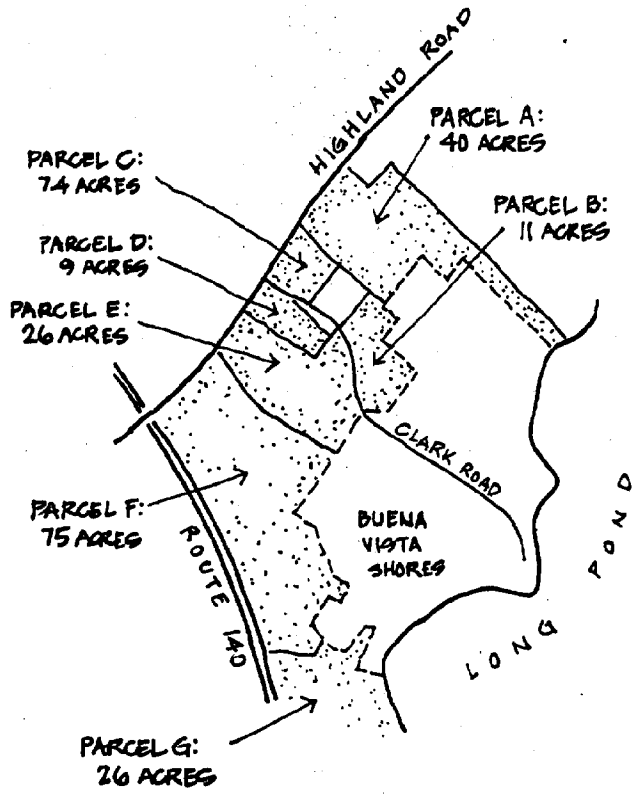 HIGHLAND ROAD
PARCEL A:
40 ACRES
PARCEL C:
74 ACRES
PARCEL B:
11 ACRES
PARCEL D:
9 ACRES
PARCEL E:
26 ACRES
CLARK ROAD
PARCEL F:
75 ACRES
ROUTE 140
BUENA
VISTA
SHORES
LONG POND
PARCEL G:
26 ACRES